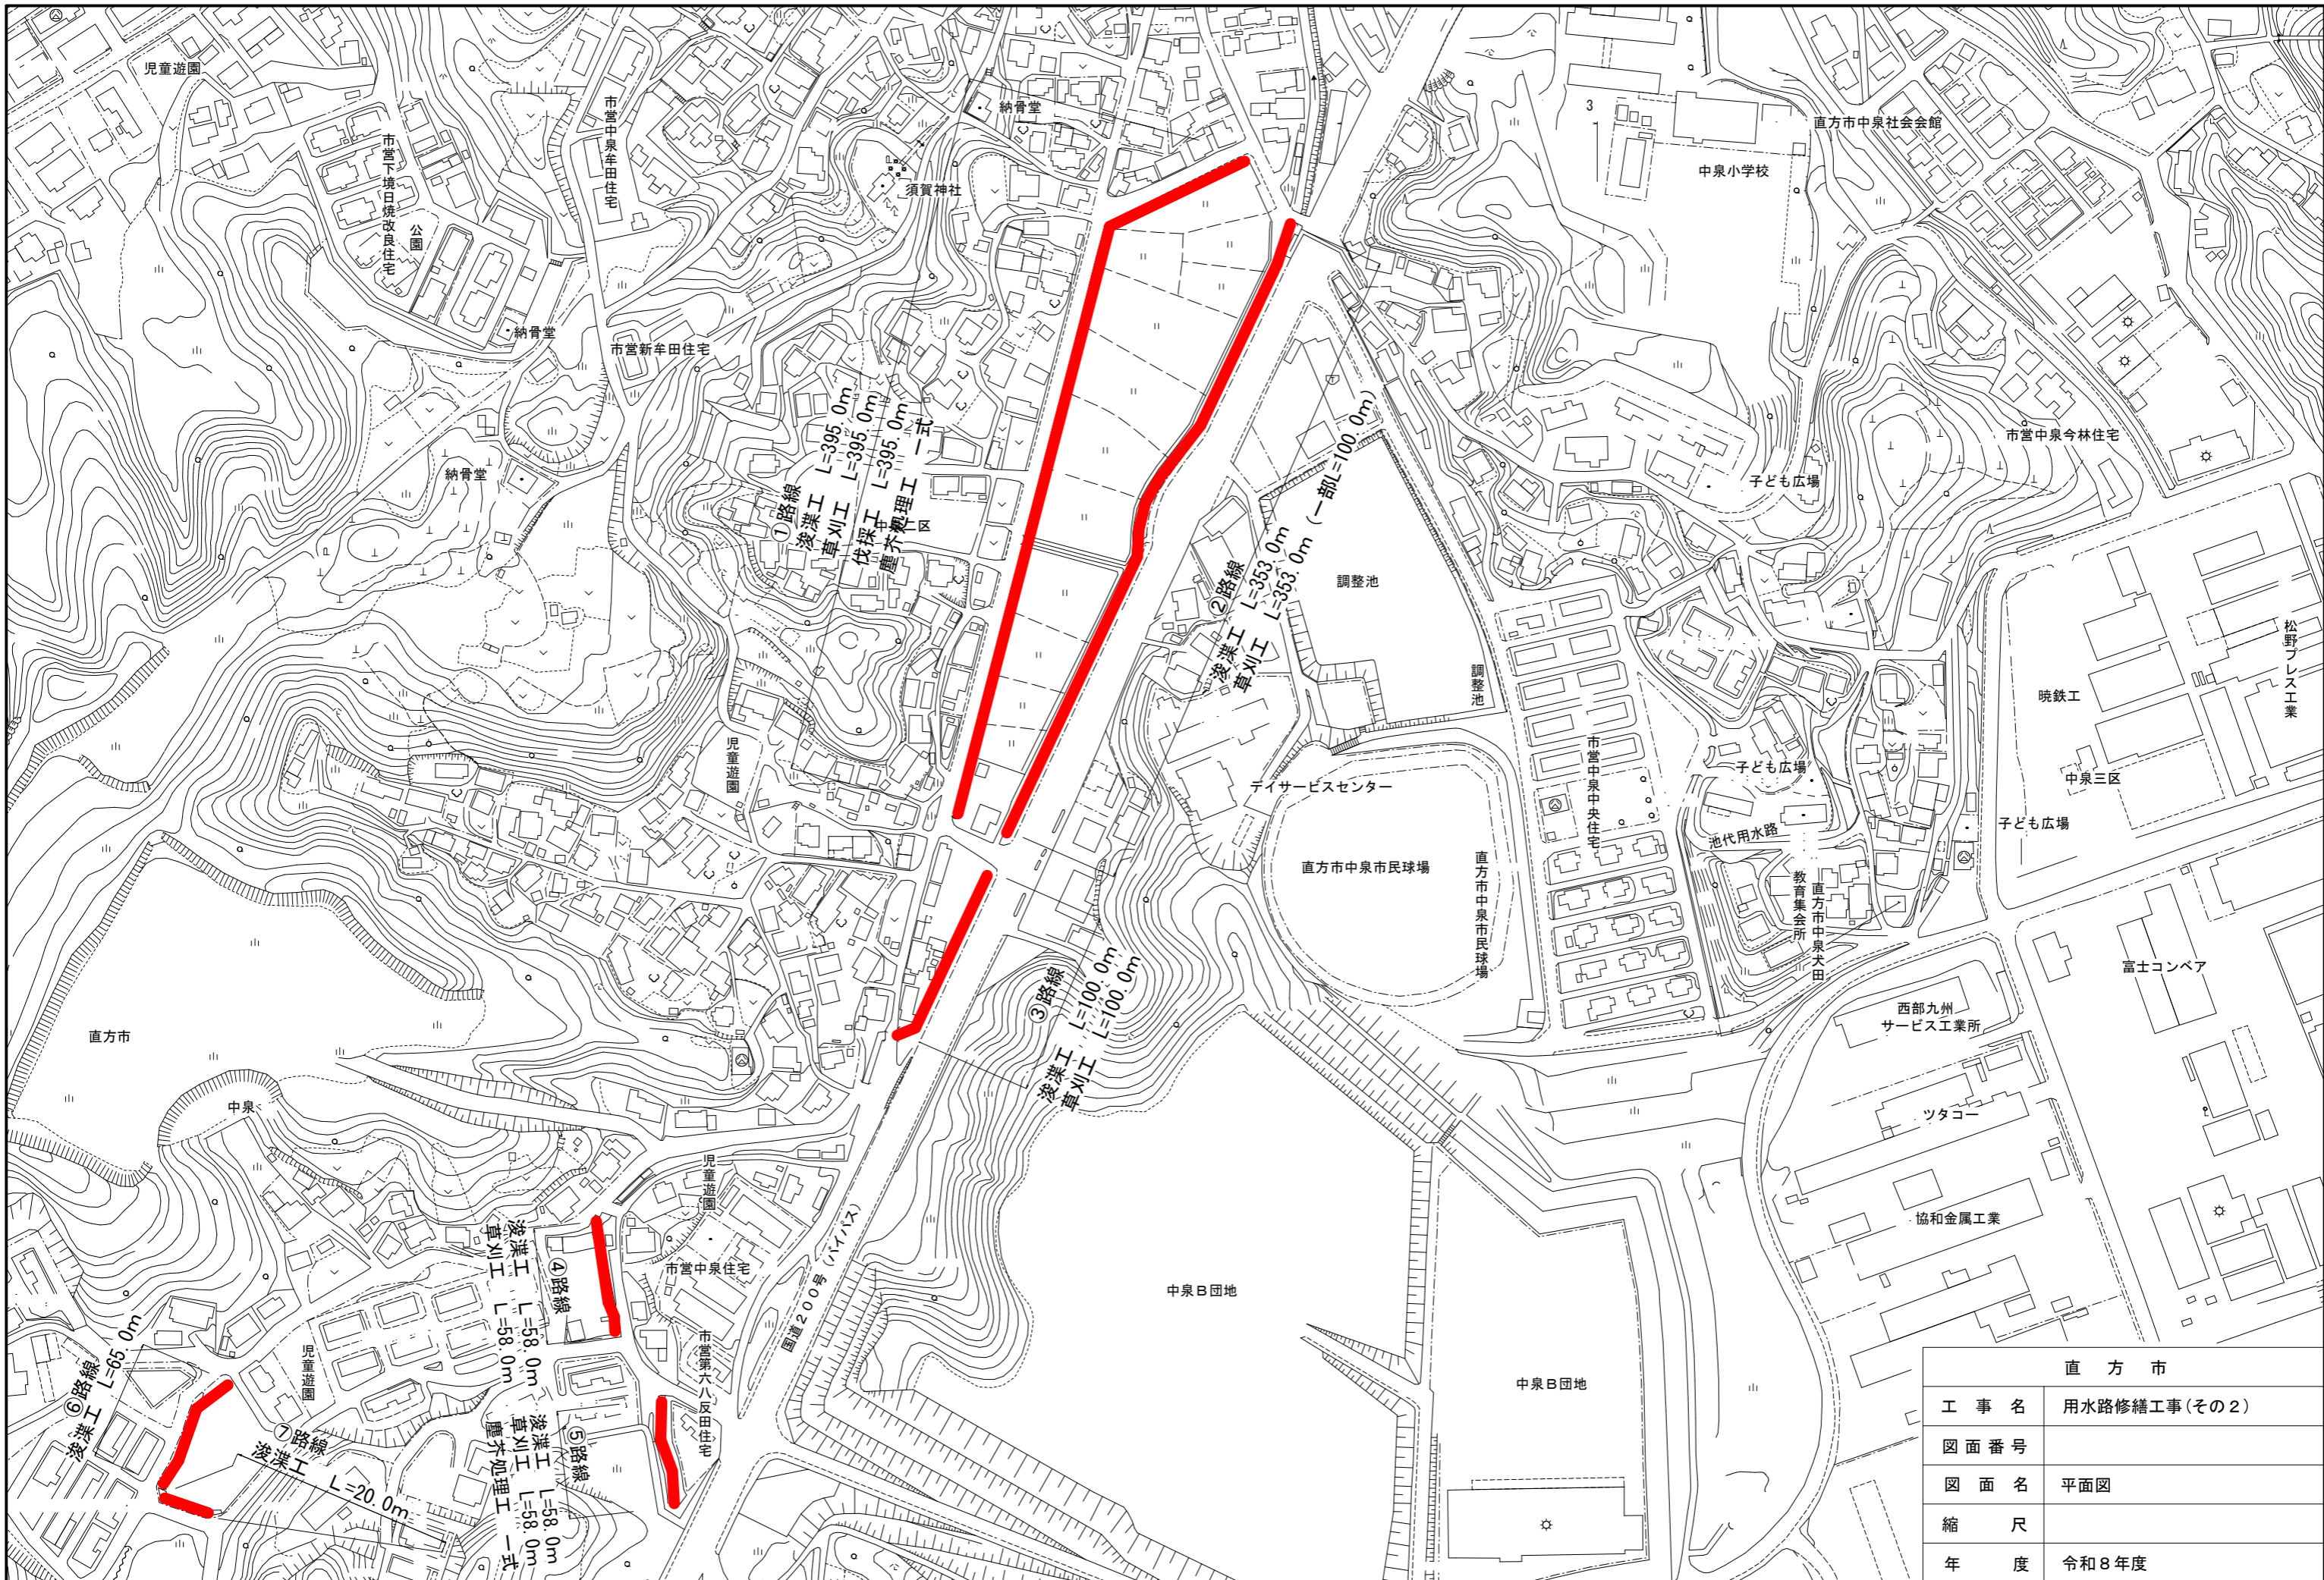 児童遊園
市営下境日焼改良住宅
公園
市営中泉牟田住宅
納骨堂
須賀神社
3
直方市中泉社会会館
中泉小学校
納骨堂
市営新牟田住宅
納骨堂
①路線
浚渫工 L=395.0m
草刈工 L=395.0m
伐採工 L=395.0m
塵芥処理工 一式
②路線
浚渫工 L=353.0m
草刈工 L=353.0m (一部L=100.0m)
調整池
調整池
子ども広場
市営中泉今林住宅
松野プレス工業
暁鉄工
中泉三区
子ども広場
子ども広場
池代用水路
市営中泉中央住宅
児童遊園
デイサービスセンター
直方市中泉市民球場
直方市中泉市民球場
直方市中泉犬田
教育集会所
富士コンベア
西部九州
サービス工業所
ツタコー
協和金属工業
③路線
浚渫工 L=100.0m
草刈工 L=100.0m
直方市
中泉
児童遊園
市営中泉住宅
国道200号(バイパス)
中泉B団地
中泉B団地
④路線
浚渫工 L=58.0m
草刈工 L=58.0m
市営第六八反田住宅
⑤路線
浚渫工 L=58.0m
草刈工 L=58.0m
塵芥処理工 一式
児童遊園
⑥路線
浚渫工 L=65.0m
⑦路線
浚渫工 L=20.0m
直方市
工事名 用水路修繕工事(その2)
図面番号
図面名 平面図
縮尺
年度 令和8年度